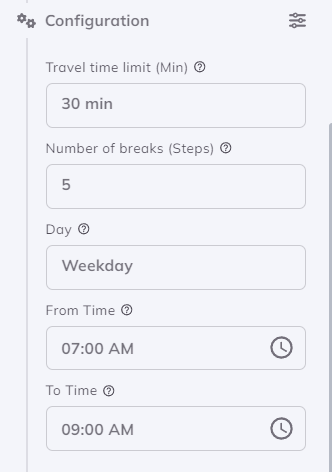 Configuration
Travel time limit (Min)
30 min
Number of breaks (Steps)
5
Day
Weekday
From Time
07:00 AM
To Time
09:00 AM